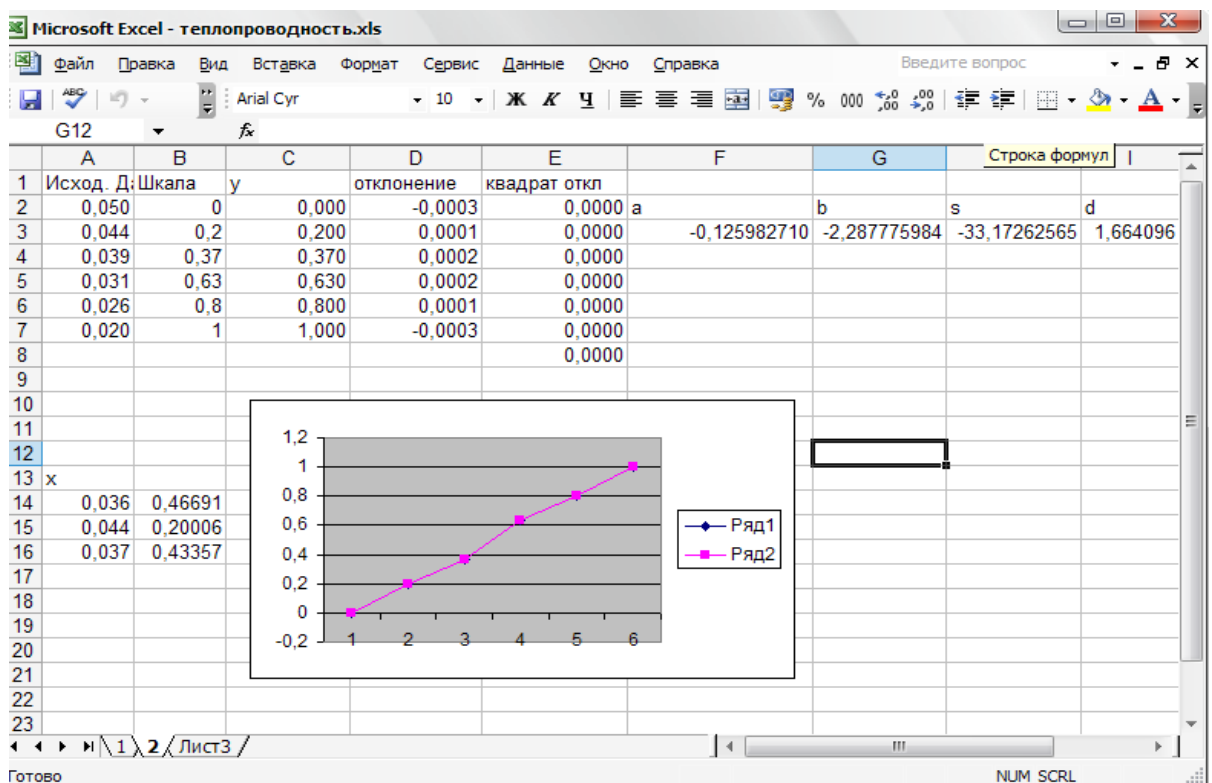 Microsoft Excel - теплопроводность.xls
Файл Правка Вид Вставка Формат Сервис Данные Окно Справка Введите вопрос
ABC Arial Cyr 10 Ж К Ч % 000 ,00 ,00 А
G12 fx
Строка формул
A B C D E F G I
1 Исход. Д Шкала y отклонение квадрат откл
2 0,050 0 0,000 -0,0003 0,0000 a b s d
3 0,044 0,2 0,200 0,0001 0,0000 -0,125982710 -2,287775984 -33,17262565 1,664096
4 0,039 0,37 0,370 0,0002 0,0000
5 0,031 0,63 0,630 0,0002 0,0000
6 0,026 0,8 0,800 0,0001 0,0000
7 0,020 1 1,000 -0,0003 0,0000
8 0,0000
9
10
11
12
13 x
14 0,036 0,46691
15 0,044 0,20006
16 0,037 0,43357
17
18
19
20
21
22
23
1,2
1
0,8
0,6
0,4
0,2
0
-0,2
1 2 3 4 5 6
Ряд1
Ряд2
1 2 Лист3
Готово NUM SCRL